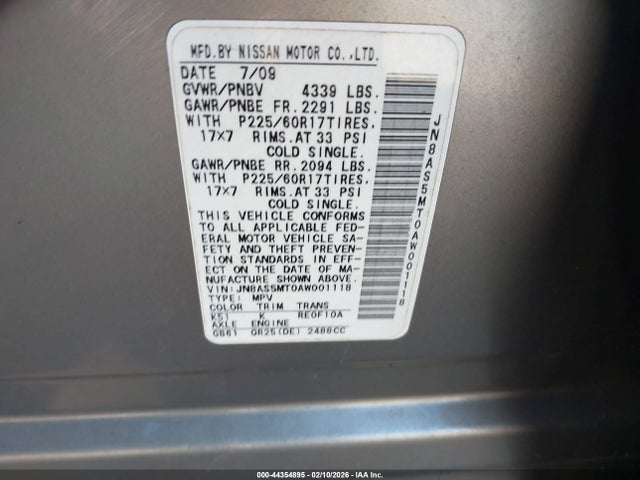 MFD.BY NISSAN MOTOR CO.,LTD.
DATE 7/09
GVWR/PNBV 4339 LBS.
GAWR/PNBE FR. 2291 LBS.
WITH P225/60R17TIRES,
17×7 RIMS.AT 33 PSI
COLD SINGLE.
GAWR/PNBE RR. 2094 LBS.
WITH P225/60R17TIRES,
17×7 RIMS.AT 33 PSI
COLD SINGLE.
THIS VEHICLE CONFORMS
TO ALL APPLICABLE FED-
ERAL MOTOR VEHICLE SA-
FETY AND THEFT PREVEN-
TION STANDARDS IN EFF-
ECT ON THE DATE OF MA-
NUFACTURE SHOWN ABOVE.
VIN:JN8AS5MT0AW001118
TYPE: MPV
COLOR TRIM TRANS
K51 K RE0F10A
AXLE ENGINE
GB61 QR25(DE) 2488CC
JN8AS5MT0AW001118
000-44354895 - 02/10/2026 - IAA Inc.